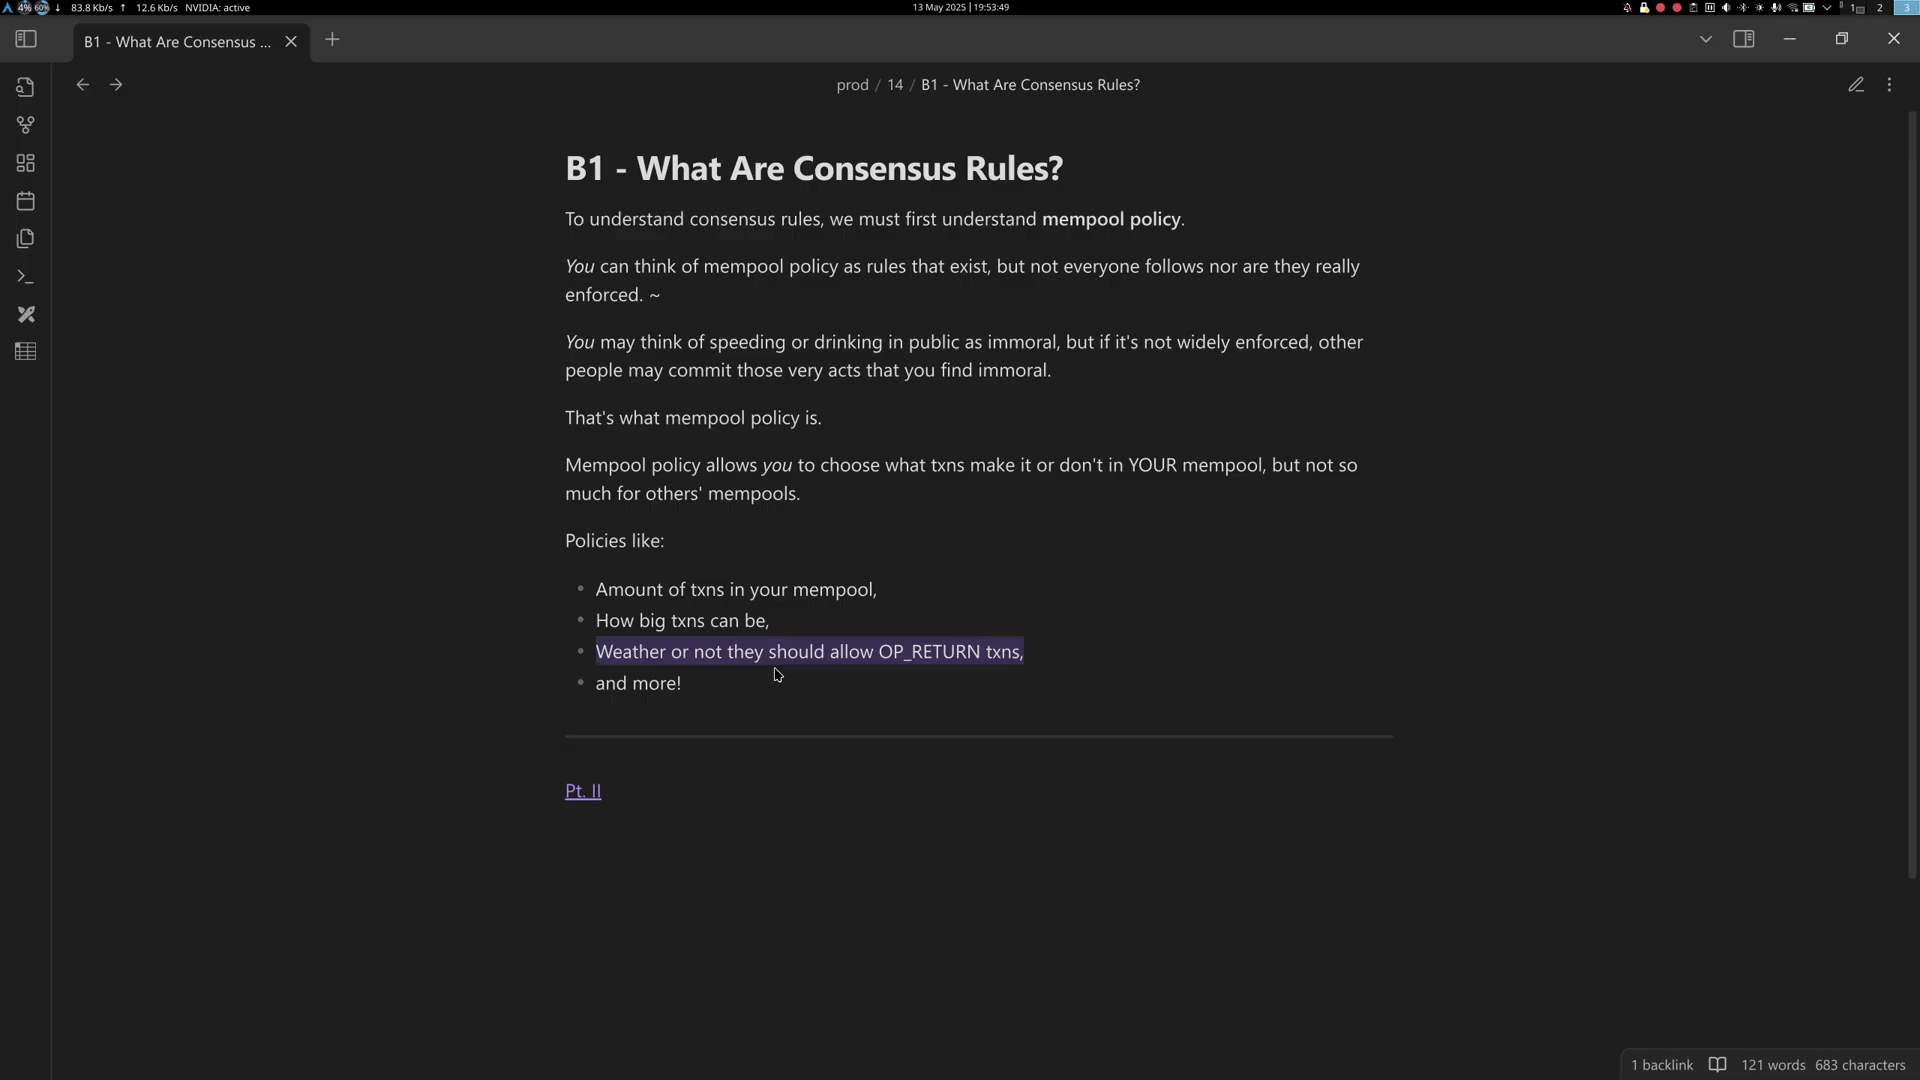 4% 60% ↓ 83.8 Kb/s ↑ 12.6 Kb/s NVIDIA: active
13 May 2025 | 19:53:49
1 2 3
B1 - What Are Consensus ...
prod / 14 / B1 - What Are Consensus Rules?
B1 - What Are Consensus Rules?
To understand consensus rules, we must first understand mempool policy.
You can think of mempool policy as rules that exist, but not everyone follows nor are they really
enforced. ~
You may think of speeding or drinking in public as immoral, but if it's not widely enforced, other
people may commit those very acts that you find immoral.
That's what mempool policy is.
Mempool policy allows you to choose what txns make it or don't in YOUR mempool, but not so
much for others' mempools.
Policies like:
• Amount of txns in your mempool,
• How big txns can be,
• Weather or not they should allow OP_RETURN txns,
• and more!
Pt. II
1 backlink 121 words 683 characters